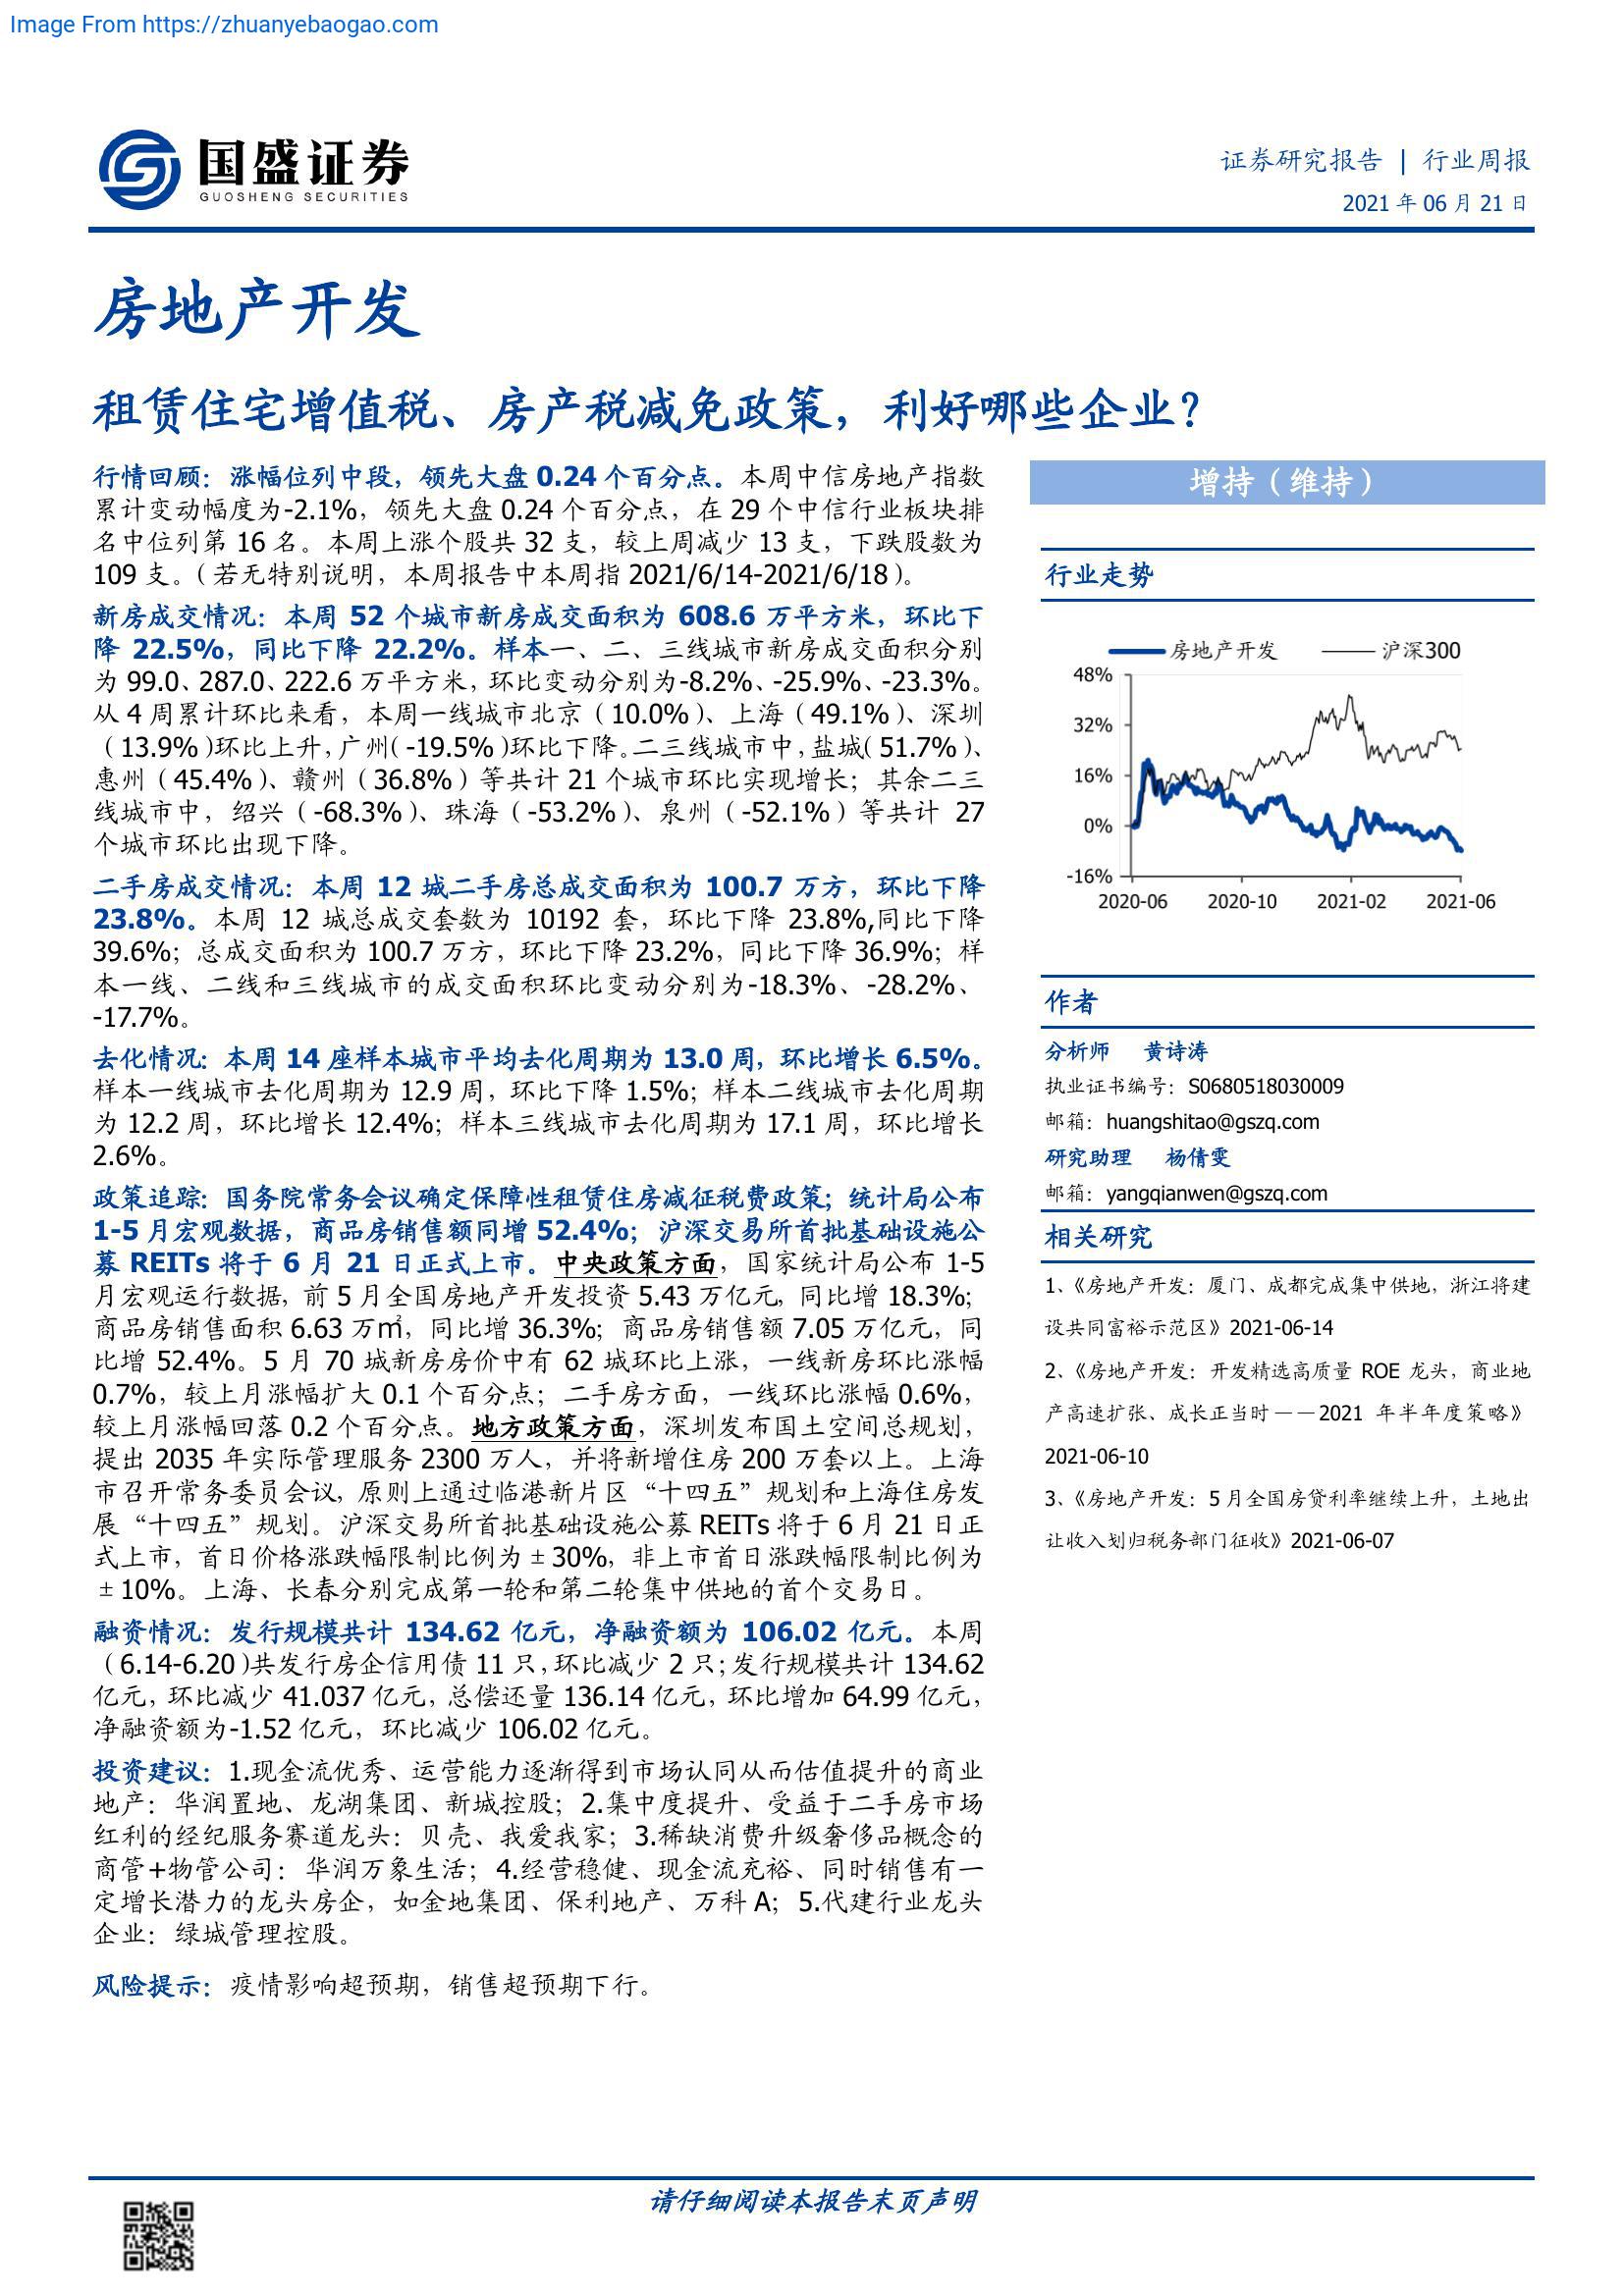 Image From https://zhuanyebaogao.com
国盛证券
GUOSHENG SECURITIES
证券研究报告 | 行业周报
2021 年 06 月 21 日
房地产开发
租赁住宅增值税、房产税减免政策，利好哪些企业？
行情回顾：涨幅位列中段，领先大盘 0.24 个百分点。本周中信房地产指数
累计变动幅度为-2.1%，领先大盘 0.24 个百分点，在 29 个中信行业板块排
名中位列第 16 名。本周上涨个股共 32 支，较上周减少 13 支，下跌股数为
109 支。（若无特别说明，本周报告中本周指 2021/6/14-2021/6/18）。
新房成交情况：本周 52 个城市新房成交面积为 608.6 万平方米，环比下
降 22.5%，同比下降 22.2%。样本一、二、三线城市新房成交面积分别
为 99.0、287.0、222.6 万平方米，环比变动分别为-8.2%、-25.9%、-23.3%。
从 4 周累计环比来看，本周一线城市北京（10.0%）、上海（49.1%）、深圳
（13.9%）环比上升，广州（-19.5%）环比下降。二三线城市中，盐城（51.7%）、
惠州（45.4%）、赣州（36.8%）等共计 21 个城市环比实现增长；其余二三
线城市中，绍兴（-68.3%）、珠海（-53.2%）、泉州（-52.1%）等共计 27
个城市环比出现下降。
二手房成交情况：本周 12 城二手房总成交面积为 100.7 万方，环比下降
23.8%。本周 12 城总成交套数为 10192 套，环比下降 23.8%,同比下降
39.6%；总成交面积为 100.7 万方，环比下降 23.2%，同比下降 36.9%；样
本一线、二线和三线城市的成交面积环比变动分别为-18.3%、-28.2%、
-17.7%。
去化情况：本周 14 座样本城市平均去化周期为 13.0 周，环比增长 6.5%。
样本一线城市去化周期为 12.9 周，环比下降 1.5%；样本二线城市去化周期
为 12.2 周，环比增长 12.4%；样本三线城市去化周期为 17.1 周，环比增长
2.6%。
政策追踪：国务院常务会议确定保障性租赁住房减征税费政策；统计局公布
1-5 月宏观数据，商品房销售额同增 52.4%；沪深交易所首批基础设施公
募 REITs 将于 6 月 21 日正式上市。中央政策方面，国家统计局公布 1-5
月宏观运行数据，前 5 月全国房地产开发投资 5.43 万亿元，同比增 18.3%；
商品房销售面积 6.63 万㎡，同比增 36.3%；商品房销售额 7.05 万亿元，同
比增 52.4%。5 月 70 城新房房价中有 62 城环比上涨，一线新房环比涨幅
0.7%，较上月涨幅扩大 0.1 个百分点；二手房方面，一线环比涨幅 0.6%，
较上月涨幅回落 0.2 个百分点。地方政策方面，深圳发布国土空间总规划，
提出 2035 年实际管理服务 2300 万人，并将新增住房 200 万套以上。上海
市召开常务委员会议，原则上通过临港新片区“十四五”规划和上海住房发
展“十四五”规划。沪深交易所首批基础设施公募 REITs 将于 6 月 21 日正
式上市，首日价格涨跌幅限制比例为±30%，非上市首日涨跌幅限制比例为
±10%。上海、长春分别完成第一轮和第二轮集中供地的首个交易日。
融资情况：发行规模共计 134.62 亿元，净融资额为 106.02 亿元。本周
（6.14-6.20）共发行房企信用债 11 只，环比减少 2 只；发行规模共计 134.62
亿元，环比减少 41.037 亿元，总偿还量 136.14 亿元，环比增加 64.99 亿元，
净融资额为-1.52 亿元，环比减少 106.02 亿元。
投资建议：1.现金流优秀、运营能力逐渐得到市场认同从而估值提升的商业
地产：华润置地、龙湖集团、新城控股；2.集中度提升、受益于二手房市场
红利的经纪服务赛道龙头：贝壳、我爱我家；3.稀缺消费升级奢侈品概念的
商管+物管公司：华润万象生活；4.经营稳健、现金流充裕、同时销售有一
定增长潜力的龙头房企，如金地集团、保利地产、万科 A；5.代建行业龙头
企业：绿城管理控股。
风险提示：疫情影响超预期，销售超预期下行。
增持（维持）
行业走势
房地产开发 沪深300
48%
32%
16%
0%
-16%
2020-06 2020-10 2021-02 2021-06
作者
分析师 黄诗涛
执业证书编号：S0680518030009
邮箱：huangshitao@gszq.com
研究助理 杨倩雯
邮箱：yangqianwen@gszq.com
相关研究
1、《房地产开发：厦门、成都完成集中供地，浙江将建
设共同富裕示范区》2021-06-14
2、《房地产开发：开发精选高质量 ROE 龙头，商业地
产高速扩张、成长正当时——2021 年半年度策略》
2021-06-10
3、《房地产开发：5 月全国房贷利率继续上升，土地出
让收入划归税务部门征收》2021-06-07
请仔细阅读本报告末页声明